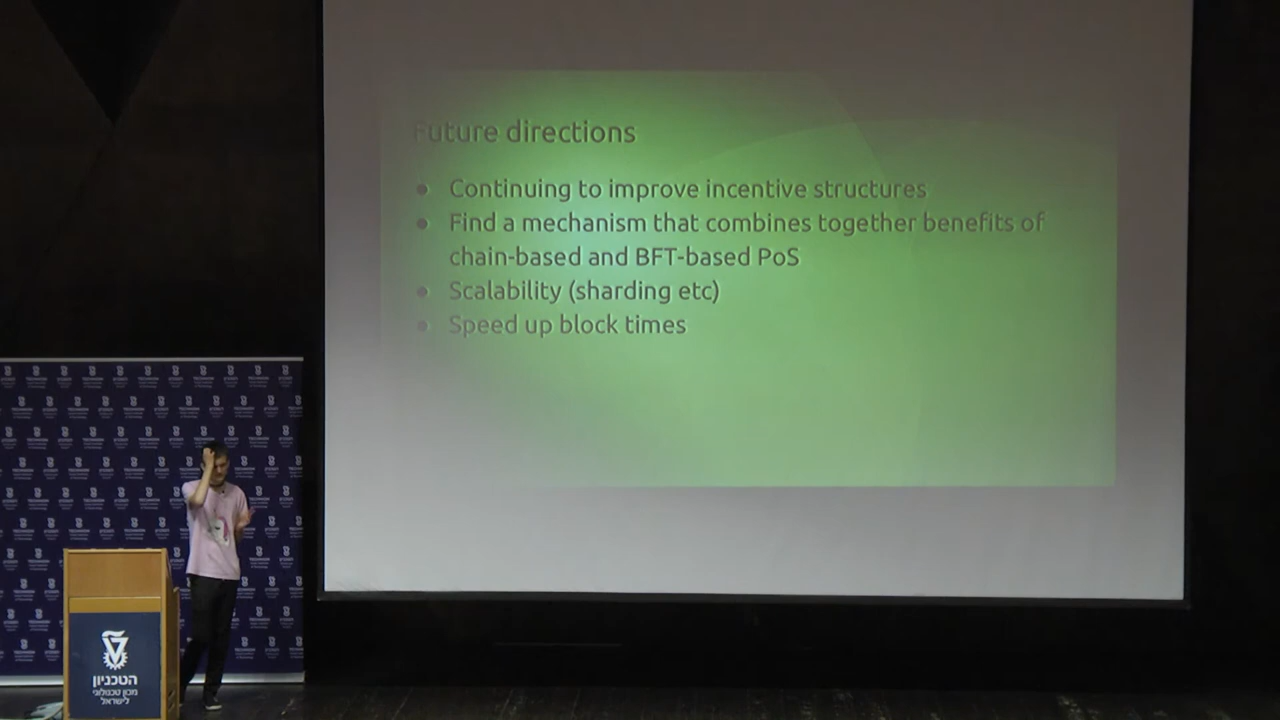 Future directions
● Continuing to improve incentive structures
● Find a mechanism that combines together benefits of
chain-based and BFT-based PoS
● Scalability (sharding etc)
● Speed up block times
הטכניון
מכון טכנולוגי
לישראל